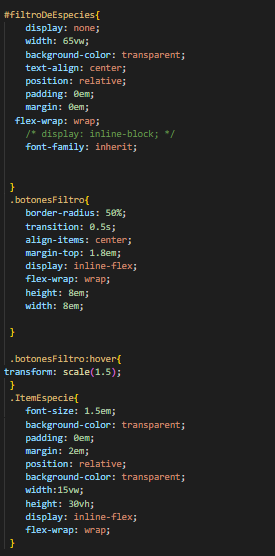 #filtroDeEspecies{
display: none;
width: 65vw;
background-color: transparent;
text-align: center;
position: relative;
padding: 0em;
margin: 0em;
flex-wrap: wrap;
/* display: inline-block; */
font-family: inherit;
}
.botonesFiltro{
border-radius: 50%;
transition: 0.5s;
align-items: center;
margin-top: 1.8em;
display: inline-flex;
flex-wrap: wrap;
height: 8em;
width: 8em;
}
.botonesFiltro:hover{
transform: scale(1.5);
}
.ItemEspecie{
font-size: 1.5em;
background-color: transparent;
padding: 0em;
margin: 2em;
position: relative;
background-color: transparent;
width:15vw;
height: 30vh;
display: inline-flex;
flex-wrap: wrap;
}